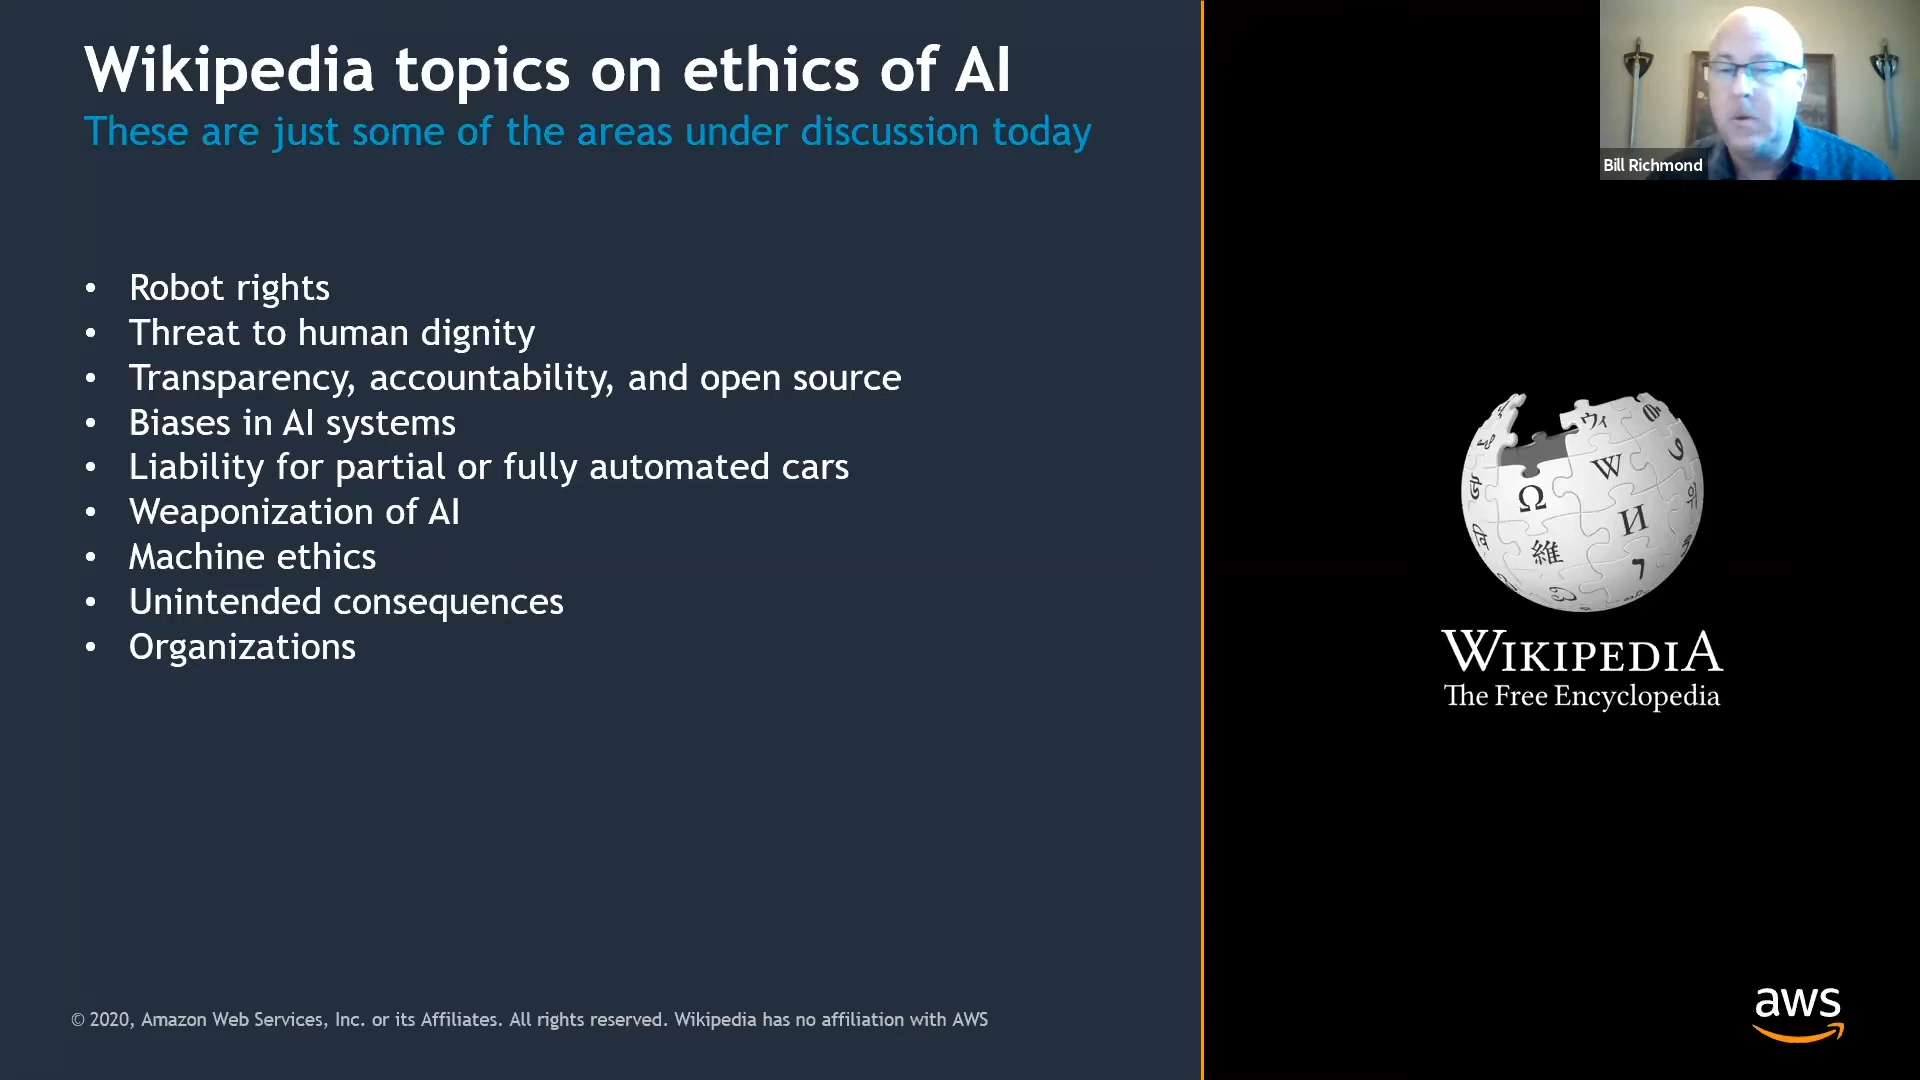 Wikipedia topics on ethics of AI
These are just some of the areas under discussion today
• Robot rights
• Threat to human dignity
• Transparency, accountability, and open source
• Biases in AI systems
• Liability for partial or fully automated cars
• Weaponization of AI
• Machine ethics
• Unintended consequences
• Organizations
© 2020, Amazon Web Services, Inc. or its Affiliates. All rights reserved. Wikipedia has no affiliation with AWS
Bill Richmond
ウィ
W
Ω
И
維
WIKIPEDIA
The Free Encyclopedia
aws